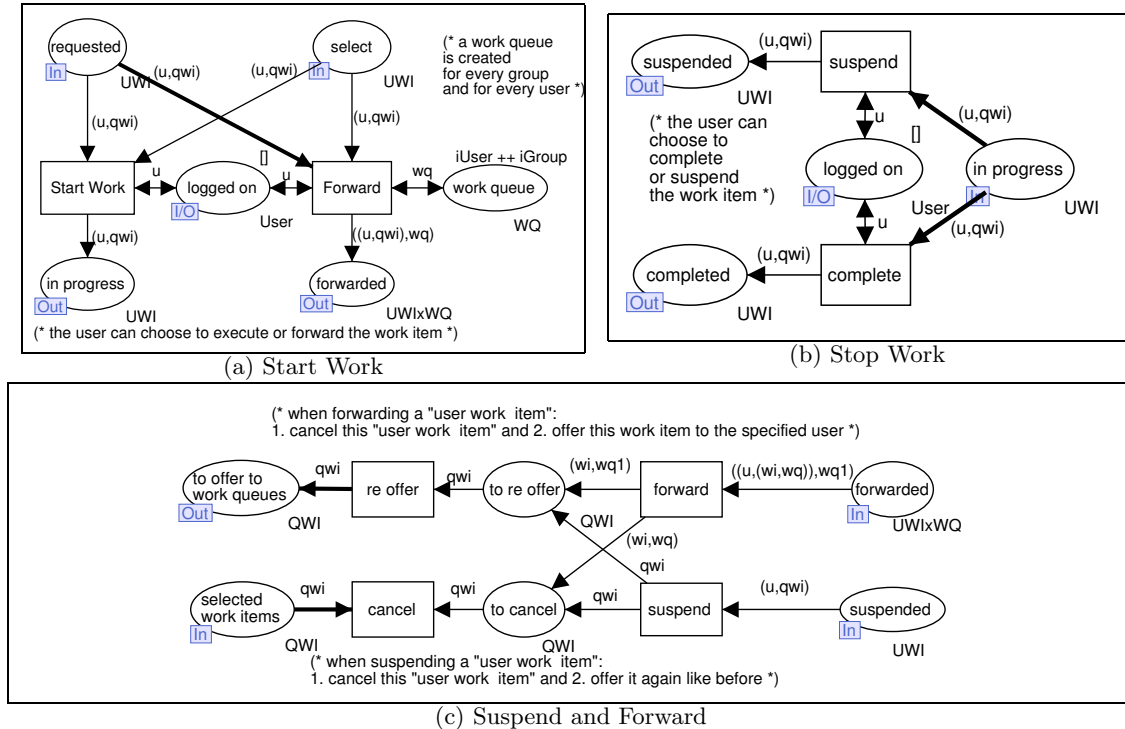 requested
In
(u,qwi)
UWI
select
In
(u,qwi)
UWI
(* a work queue
is created
for every group
and for every user *)
(u,qwi)
(u,qwi)
Start Work
u
logged on
I/O
[]
User
u
Forward
iUser ++ iGroup
wq
work queue
WQ
(u,qwi)
((u,qwi),wq)
in progress
Out
UWI
forwarded
Out
UWIxWQ
(* the user can choose to execute or forward the work item *)
(a) Start Work
suspended
Out
UWI
(u,qwi)
suspend
u
(u,qwi)
(* the user can
choose to
complete
or suspend
the work item *)
[]
logged on
I/O
User
in progress
In
UWI
u
(u,qwi)
completed
Out
UWI
(u,qwi)
complete
(b) Stop Work
(* when forwarding a "user work item":
1. cancel this "user work item" and 2. offer this work item to the specified user *)
to offer to
work queues
Out
QWI
qwi
re offer
qwi
to re offer
QWI
(wi,wq1)
forward
((u,(wi,wq)),wq1)
forwarded
In
UWIxWQ
(wi,wq)
qwi
selected
work items
In
QWI
qwi
cancel
qwi
to cancel
QWI
qwi
suspend
(u,qwi)
suspended
In
UWI
(* when suspending a "user work item":
1. cancel this "user work item" and 2. offer it again like before *)
(c) Suspend and Forward